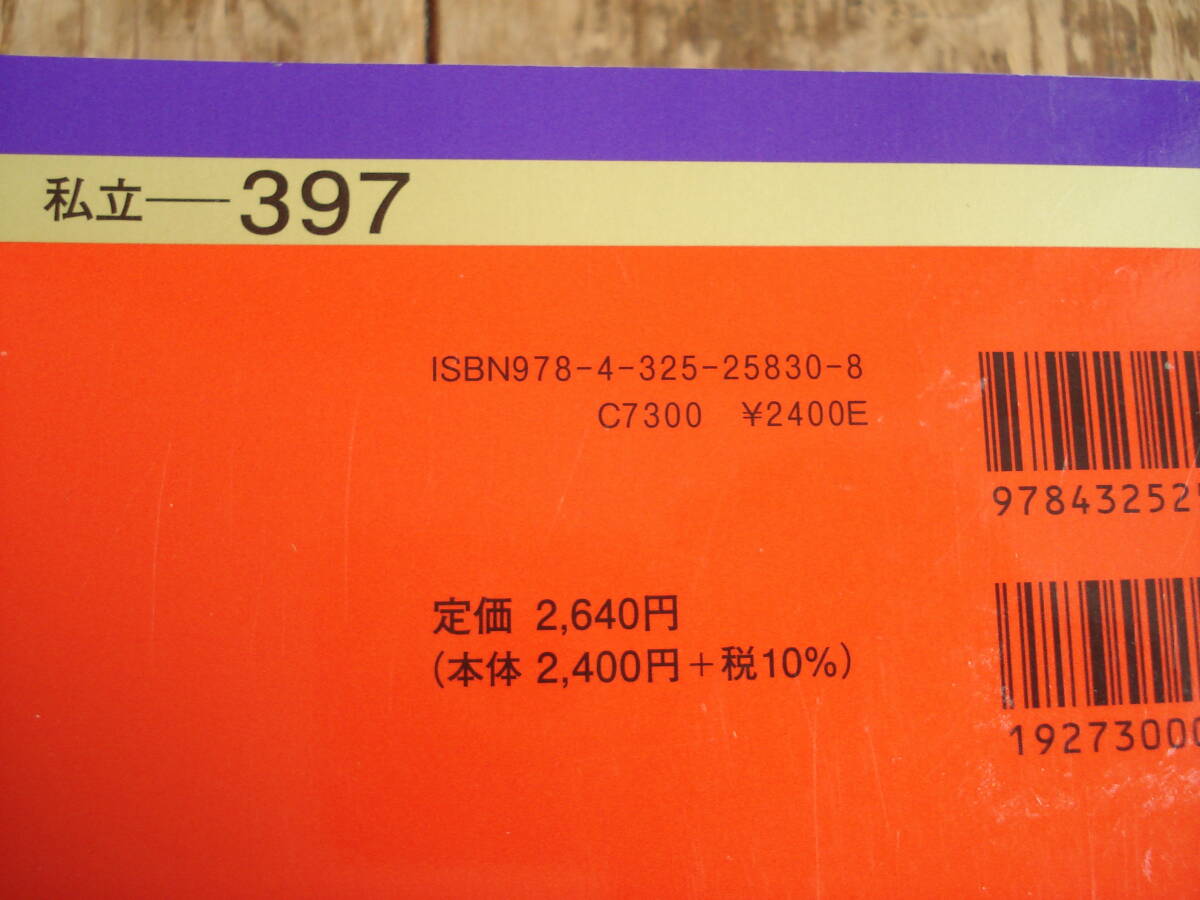 私立―397
ISBN978-4-325-25830-8
C7300 ¥2400E
97843252
定価 2,640円
(本体 2,400円+税10%)
19273000